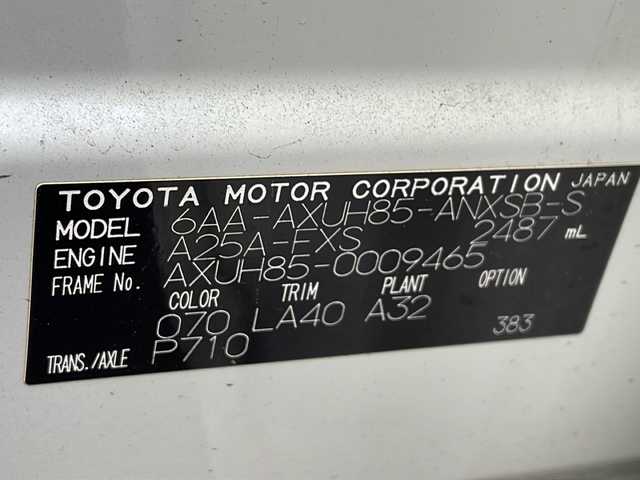 TOYOTA MOTOR CORPORATION JAPAN
MODEL 6AA-AXUH85-ANXSB-S
ENGINE A25A-FXS 2487 mL
FRAME No. AXUH85-0009465
COLOR TRIM PLANT OPTION
070 LA40 A32 383
TRANS./AXLE P710